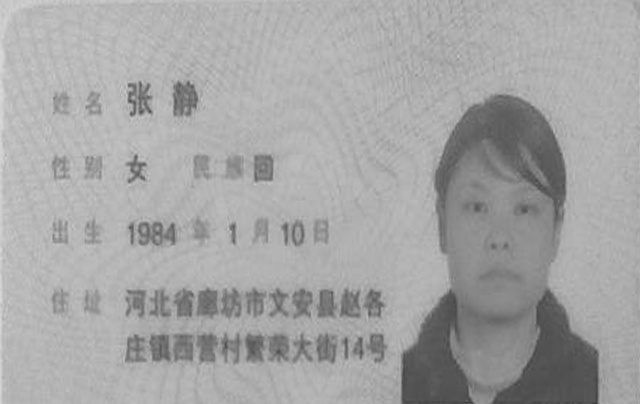 姓名 张静
性别 女 民族 回
出生 1984 年 1 月 10 日
住址 河北省廊坊市文安县赵各
庄镇西营村繁荣大街14号